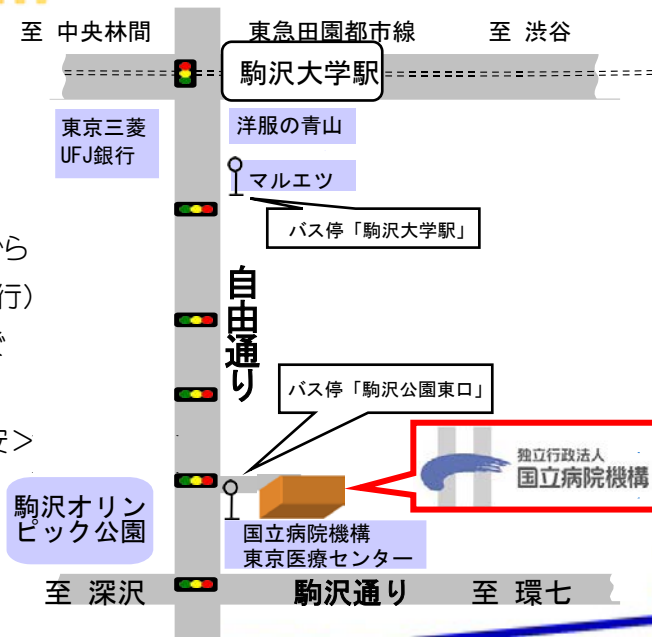 至 中央林間
東急田園都市線
至 渋谷
駒沢大学駅
東京三菱
UFJ銀行
洋服の青山
マルエツ
バス停「駒沢大学駅」
から
行)
自由通り
バス停「駒沢公園東口」
安＞
独立行政法人
国立病院機構
駒沢オリン
ピック公園
国立病院機構
東京医療センター
至 深沢
駒沢通り
至 環七